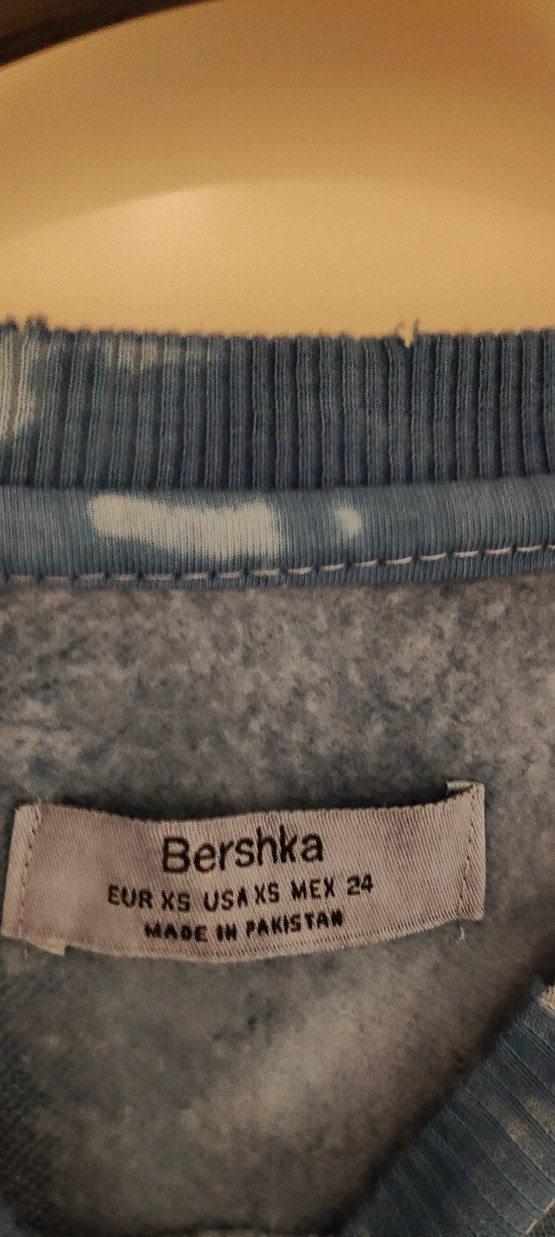 Bershka
EUR XS USA XS MEX 24
MADE IN PAKISTAN